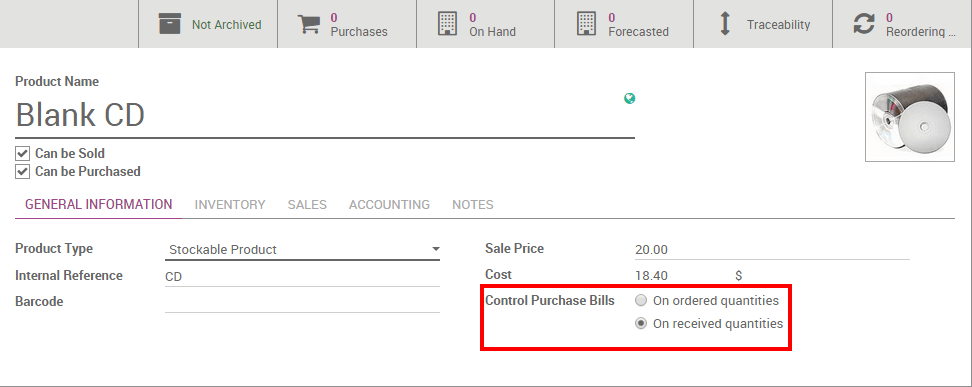 Not Archived
0
Purchases
0
On Hand
0
Forecasted
Traceability
0
Reordering ...
Product Name
Blank CD
Can be Sold
Can be Purchased
GENERAL INFORMATION INVENTORY SALES ACCOUNTING NOTES
Product Type Stockable Product Sale Price 20.00
Internal Reference CD Cost 18.40 $
Barcode Control Purchase Bills On ordered quantities
On received quantities